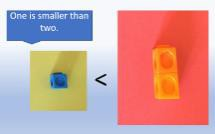 One is smaller than
two.
<